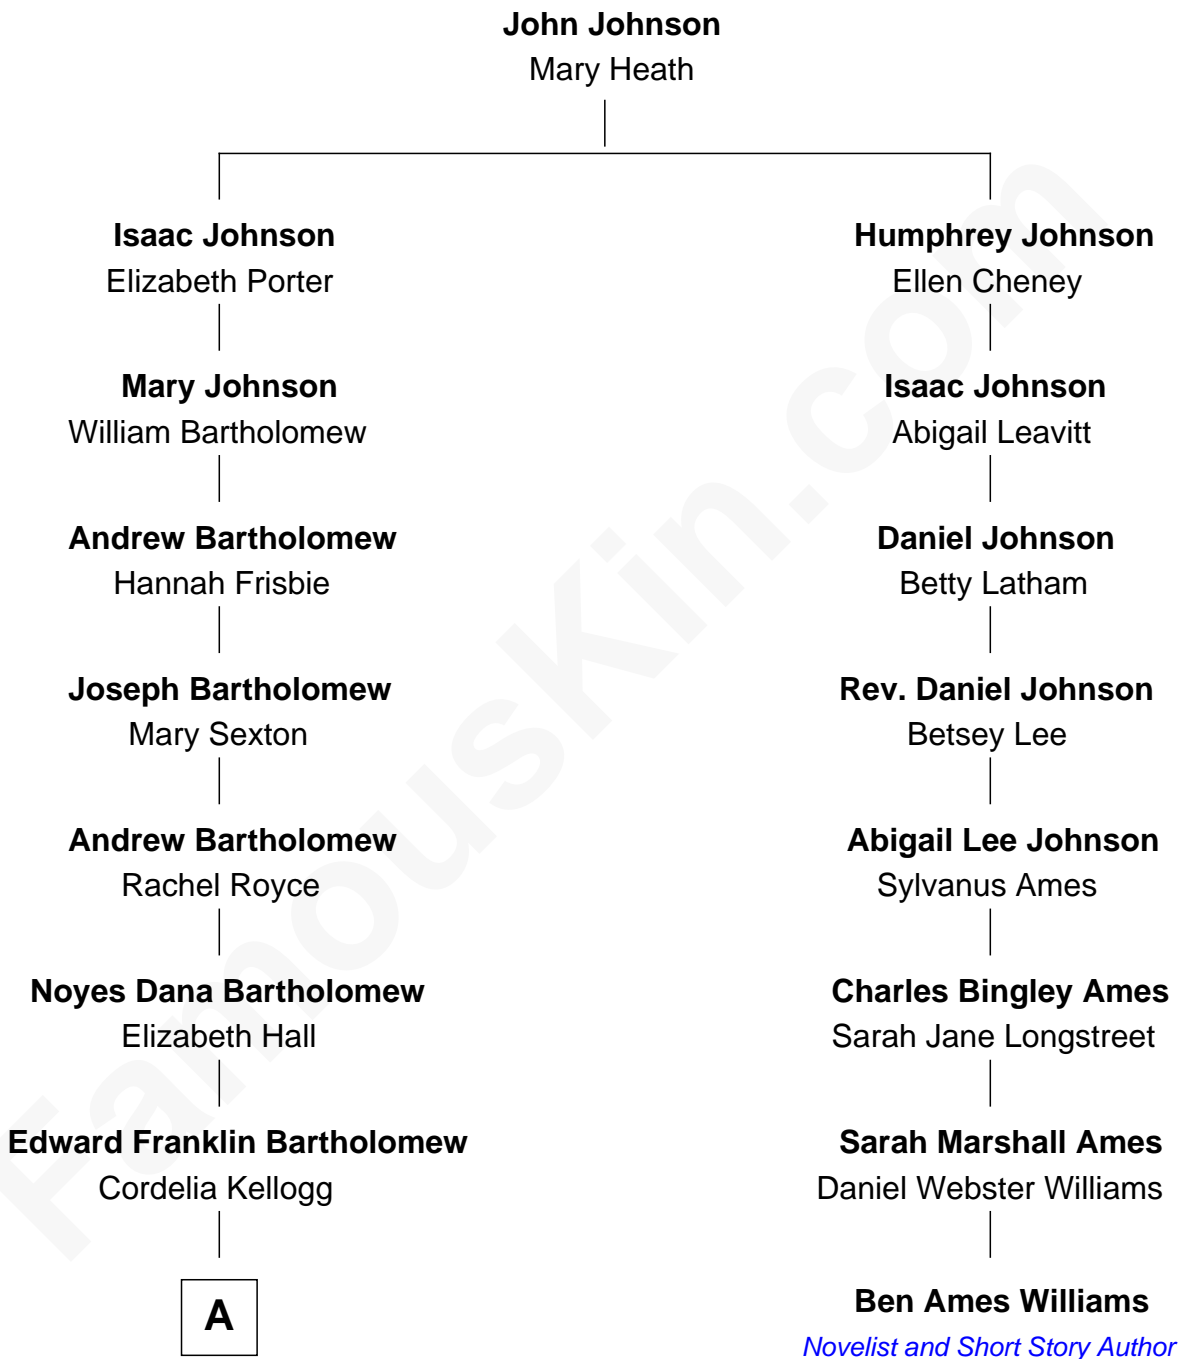 John Johnson
Mary Heath
Isaac Johnson
Elizabeth Porter
Mary Johnson
William Bartholomew
Andrew Bartholomew
Hannah Frisbie
Joseph Bartholomew
Mary Sexton
Andrew Bartholomew
Rachel Royce
Noyes Dana Bartholomew
Elizabeth Hall
Edward Franklin Bartholomew
Cordelia Kellogg
A
Humphrey Johnson
Ellen Cheney
Isaac Johnson
Abigail Leavitt
Daniel Johnson
Betty Latham
Rev. Daniel Johnson
Betsey Lee
Abigail Lee Johnson
Sylvanus Ames
Charles Bingley Ames
Sarah Jane Longstreet
Sarah Marshall Ames
Daniel Webster Williams
Ben Ames Williams
Novelist and Short Story Author
FamousKin.com